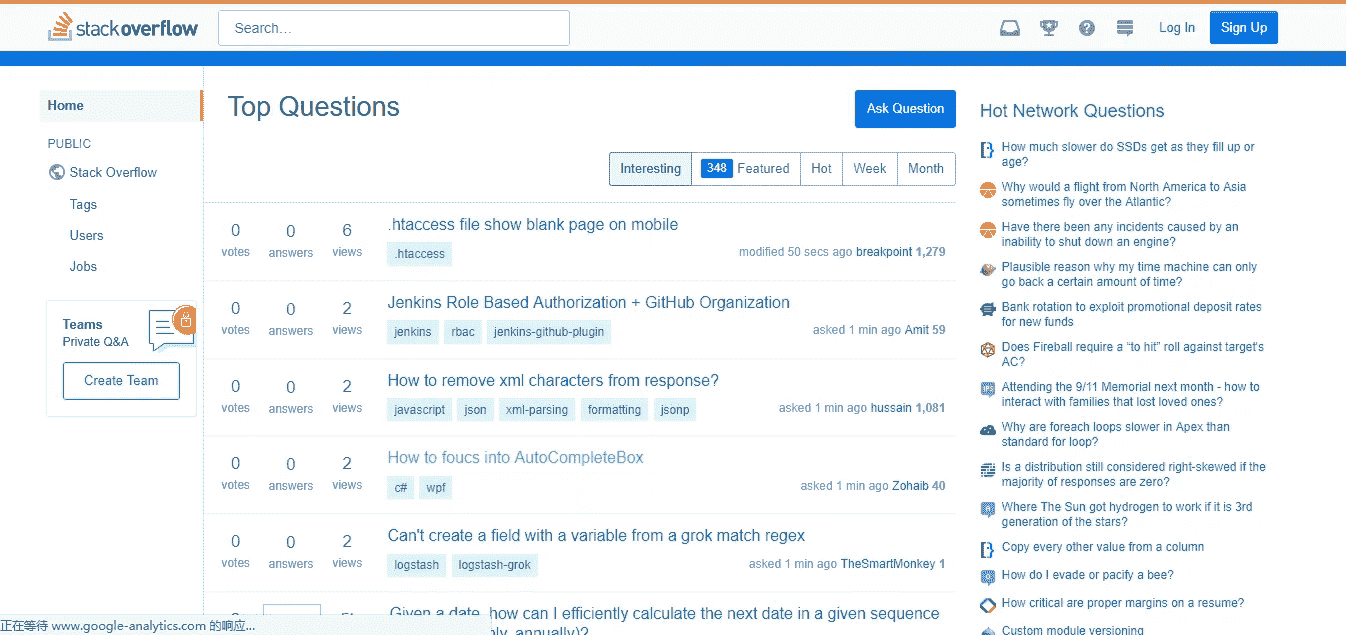 stackoverflow Search... Log In Sign Up
Home
PUBLIC
Stack Overflow
Tags
Users
Jobs
Teams
Private Q&A
Create Team
Top Questions
Ask Question
Interesting 348 Featured Hot Week Month
0 0 6 .htaccess file show blank page on mobile
votes answers views .htaccess modified 50 secs ago breakpoint 1,279
0 0 2 Jenkins Role Based Authorization + GitHub Organization
votes answers views jenkins rbac jenkins-github-plugin asked 1 min ago Amit 59
0 0 2 How to remove xml characters from response?
votes answers views javascript json xml-parsing formatting jsonp asked 1 min ago hussain 1,081
0 0 2 How to foucs into AutoCompleteBox
votes answers views c# wpf asked 1 min ago Zohaib 40
0 0 2 Can't create a field with a variable from a grok match regex
votes answers views logstash logstash-grok asked 1 min ago TheSmartMonkey 1
Given a date, how can I efficiently calculate the next date in a given sequence
annually)?
Hot Network Questions
How much slower do SSDs get as they fill up or
age?
Why would a flight from North America to Asia
sometimes fly over the Atlantic?
Have there been any incidents caused by an
inability to shut down an engine?
Plausible reason why my time machine can only
go back a certain amount of time?
Bank rotation to exploit promotional deposit rates
for new funds
Does Fireball require a “to hit” roll against target's
AC?
Attending the 9/11 Memorial next month - how to
interact with families that lost loved ones?
Why are foreach loops slower in Apex than
standard for loop?
Is a distribution still considered right-skewed if the
majority of responses are zero?
Where The Sun got hydrogen to work if it is 3rd
generation of the stars?
Copy every other value from a column
How do I evade or pacify a bee?
How critical are proper margins on a resume?
Custom module versioning
正在等待 www.google-analytics.com 的响应...